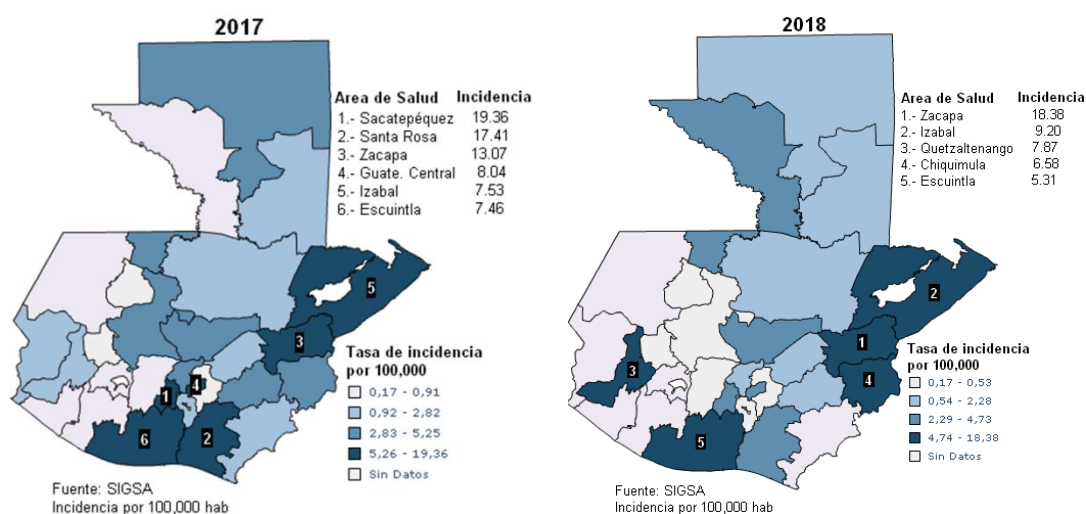 2017
Area de Salud Incidencia
1.- Sacatepéquez 19.36
2.- Santa Rosa 17.41
3.- Zacapa 13.07
4.- Guate. Central 8.04
5.- Izabal 7.53
6.- Escuintla 7.46
5
3
4
1
6
2
Tasa de incidencia
por 100,000
0,17 - 0,91
0,92 - 2,82
2,83 - 5,25
5,26 - 19,36
Sin Datos
Fuente: SIGSA
Incidencia por 100,000 hab
2018
Area de Salud Incidencia
1.- Zacapa 18.38
2.- Izabal 9.20
3.- Quetzaltenango 7.87
4.- Chiquimula 6.58
5.- Escuintla 5.31
2
1
3
4
5
Tasa de incidencia
por 100,000
0,17 - 0,53
0,54 - 2,28
2,29 - 4,73
4,74 - 18,38
Sin Datos
Fuente: SIGSA
Incidencia por 100,000 hab